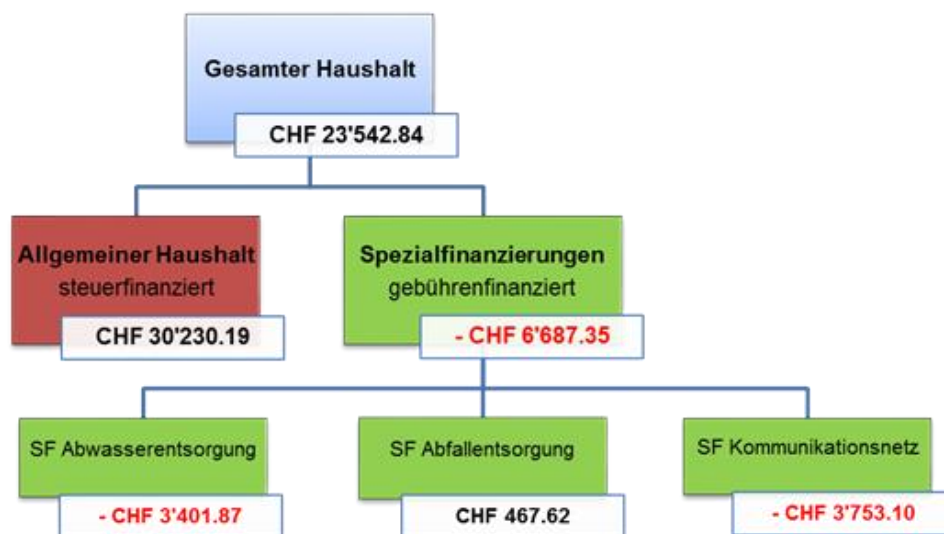 Gesamter Haushalt
CHF 23'542.84
Allgemeiner Haushalt
steuerfinanziert
CHF 30'230.19
Spezialfinanzierungen
gebührenfinanziert
- CHF 6'687.35
SF Abwasserentsorgung
- CHF 3'401.87
SF Abfallentsorgung
CHF 467.62
SF Kommunikationsnetz
- CHF 3'753.10